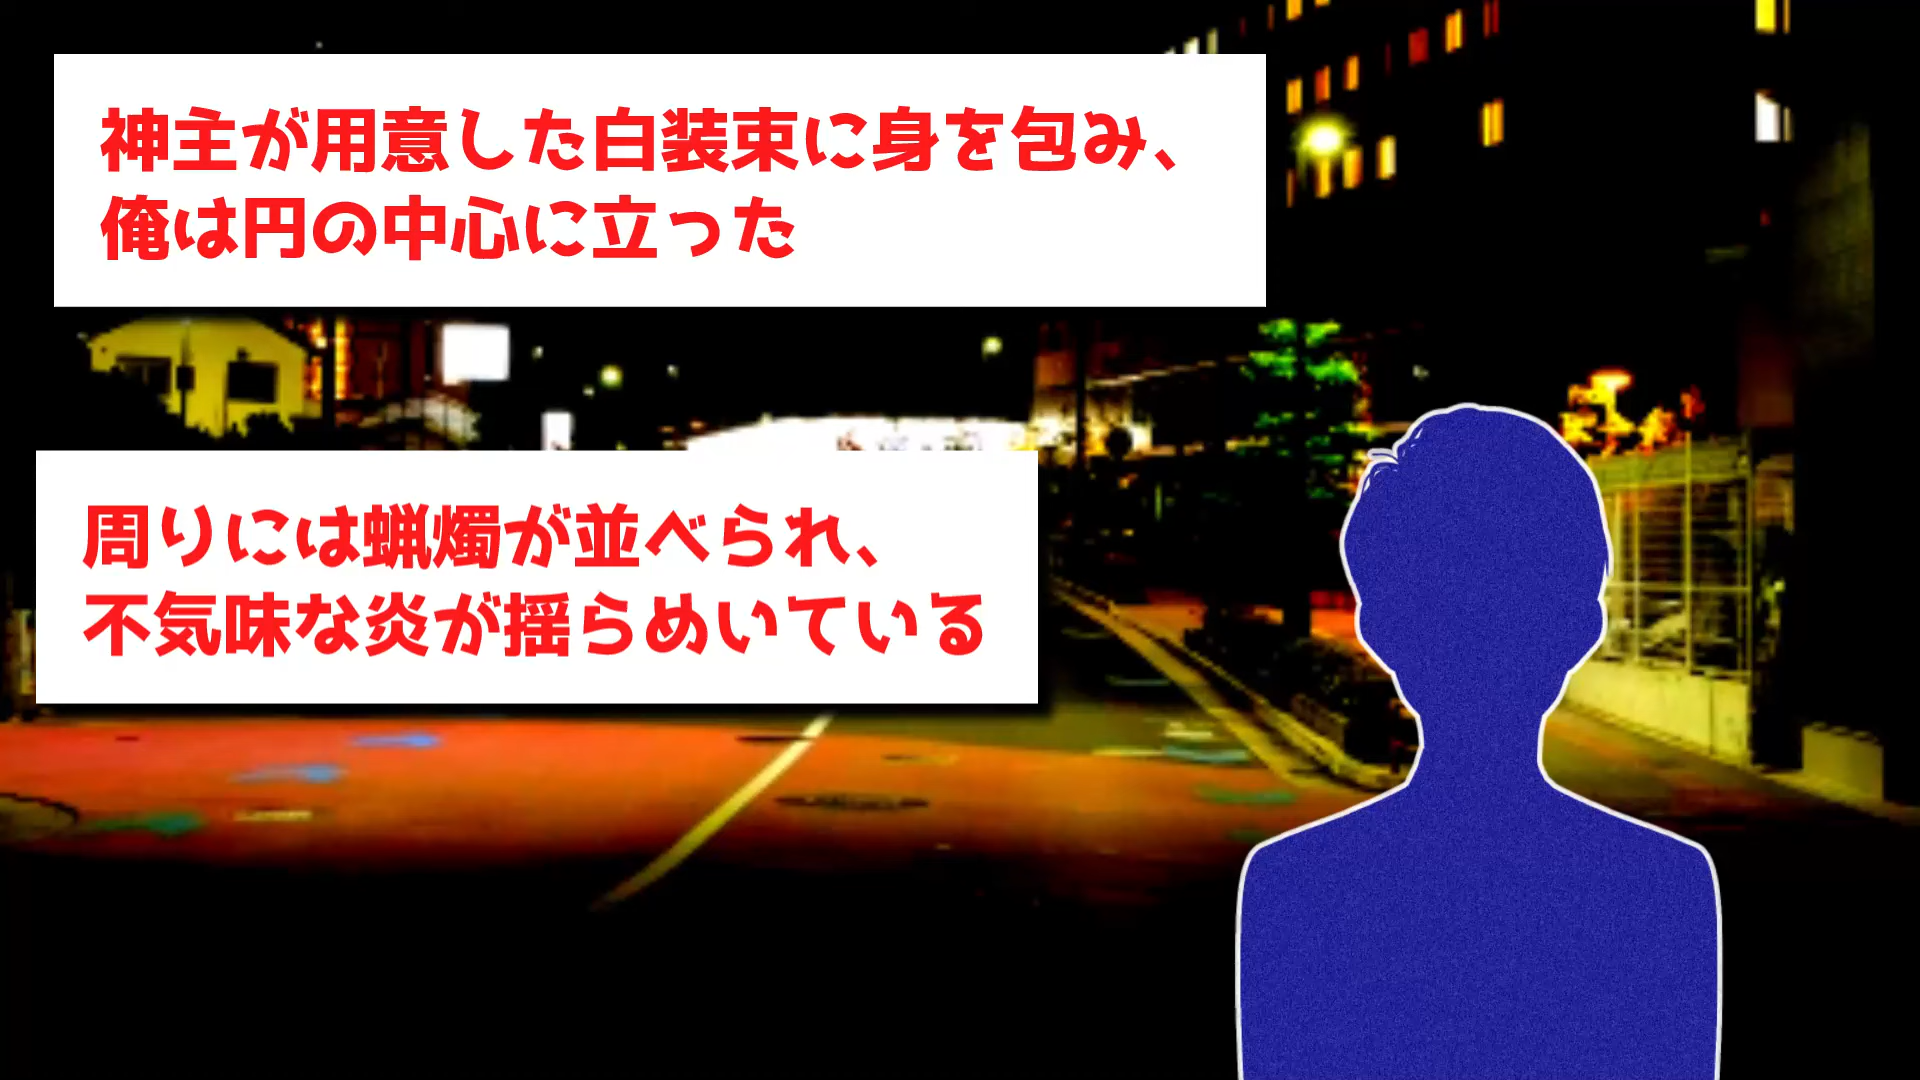 神主が用意した白装束に身を包み、
俺は円の中心に立った
周りには蝋燭が並べられ、
不気味な炎が揺らめいている